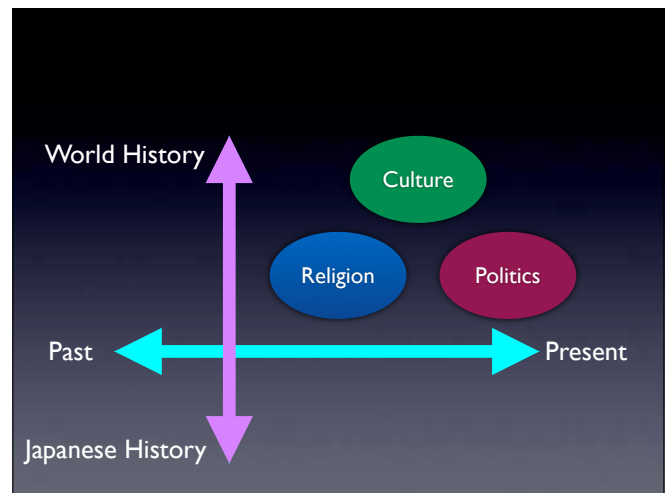 World History
Culture
Religion
Politics
Past
Present
Japanese History